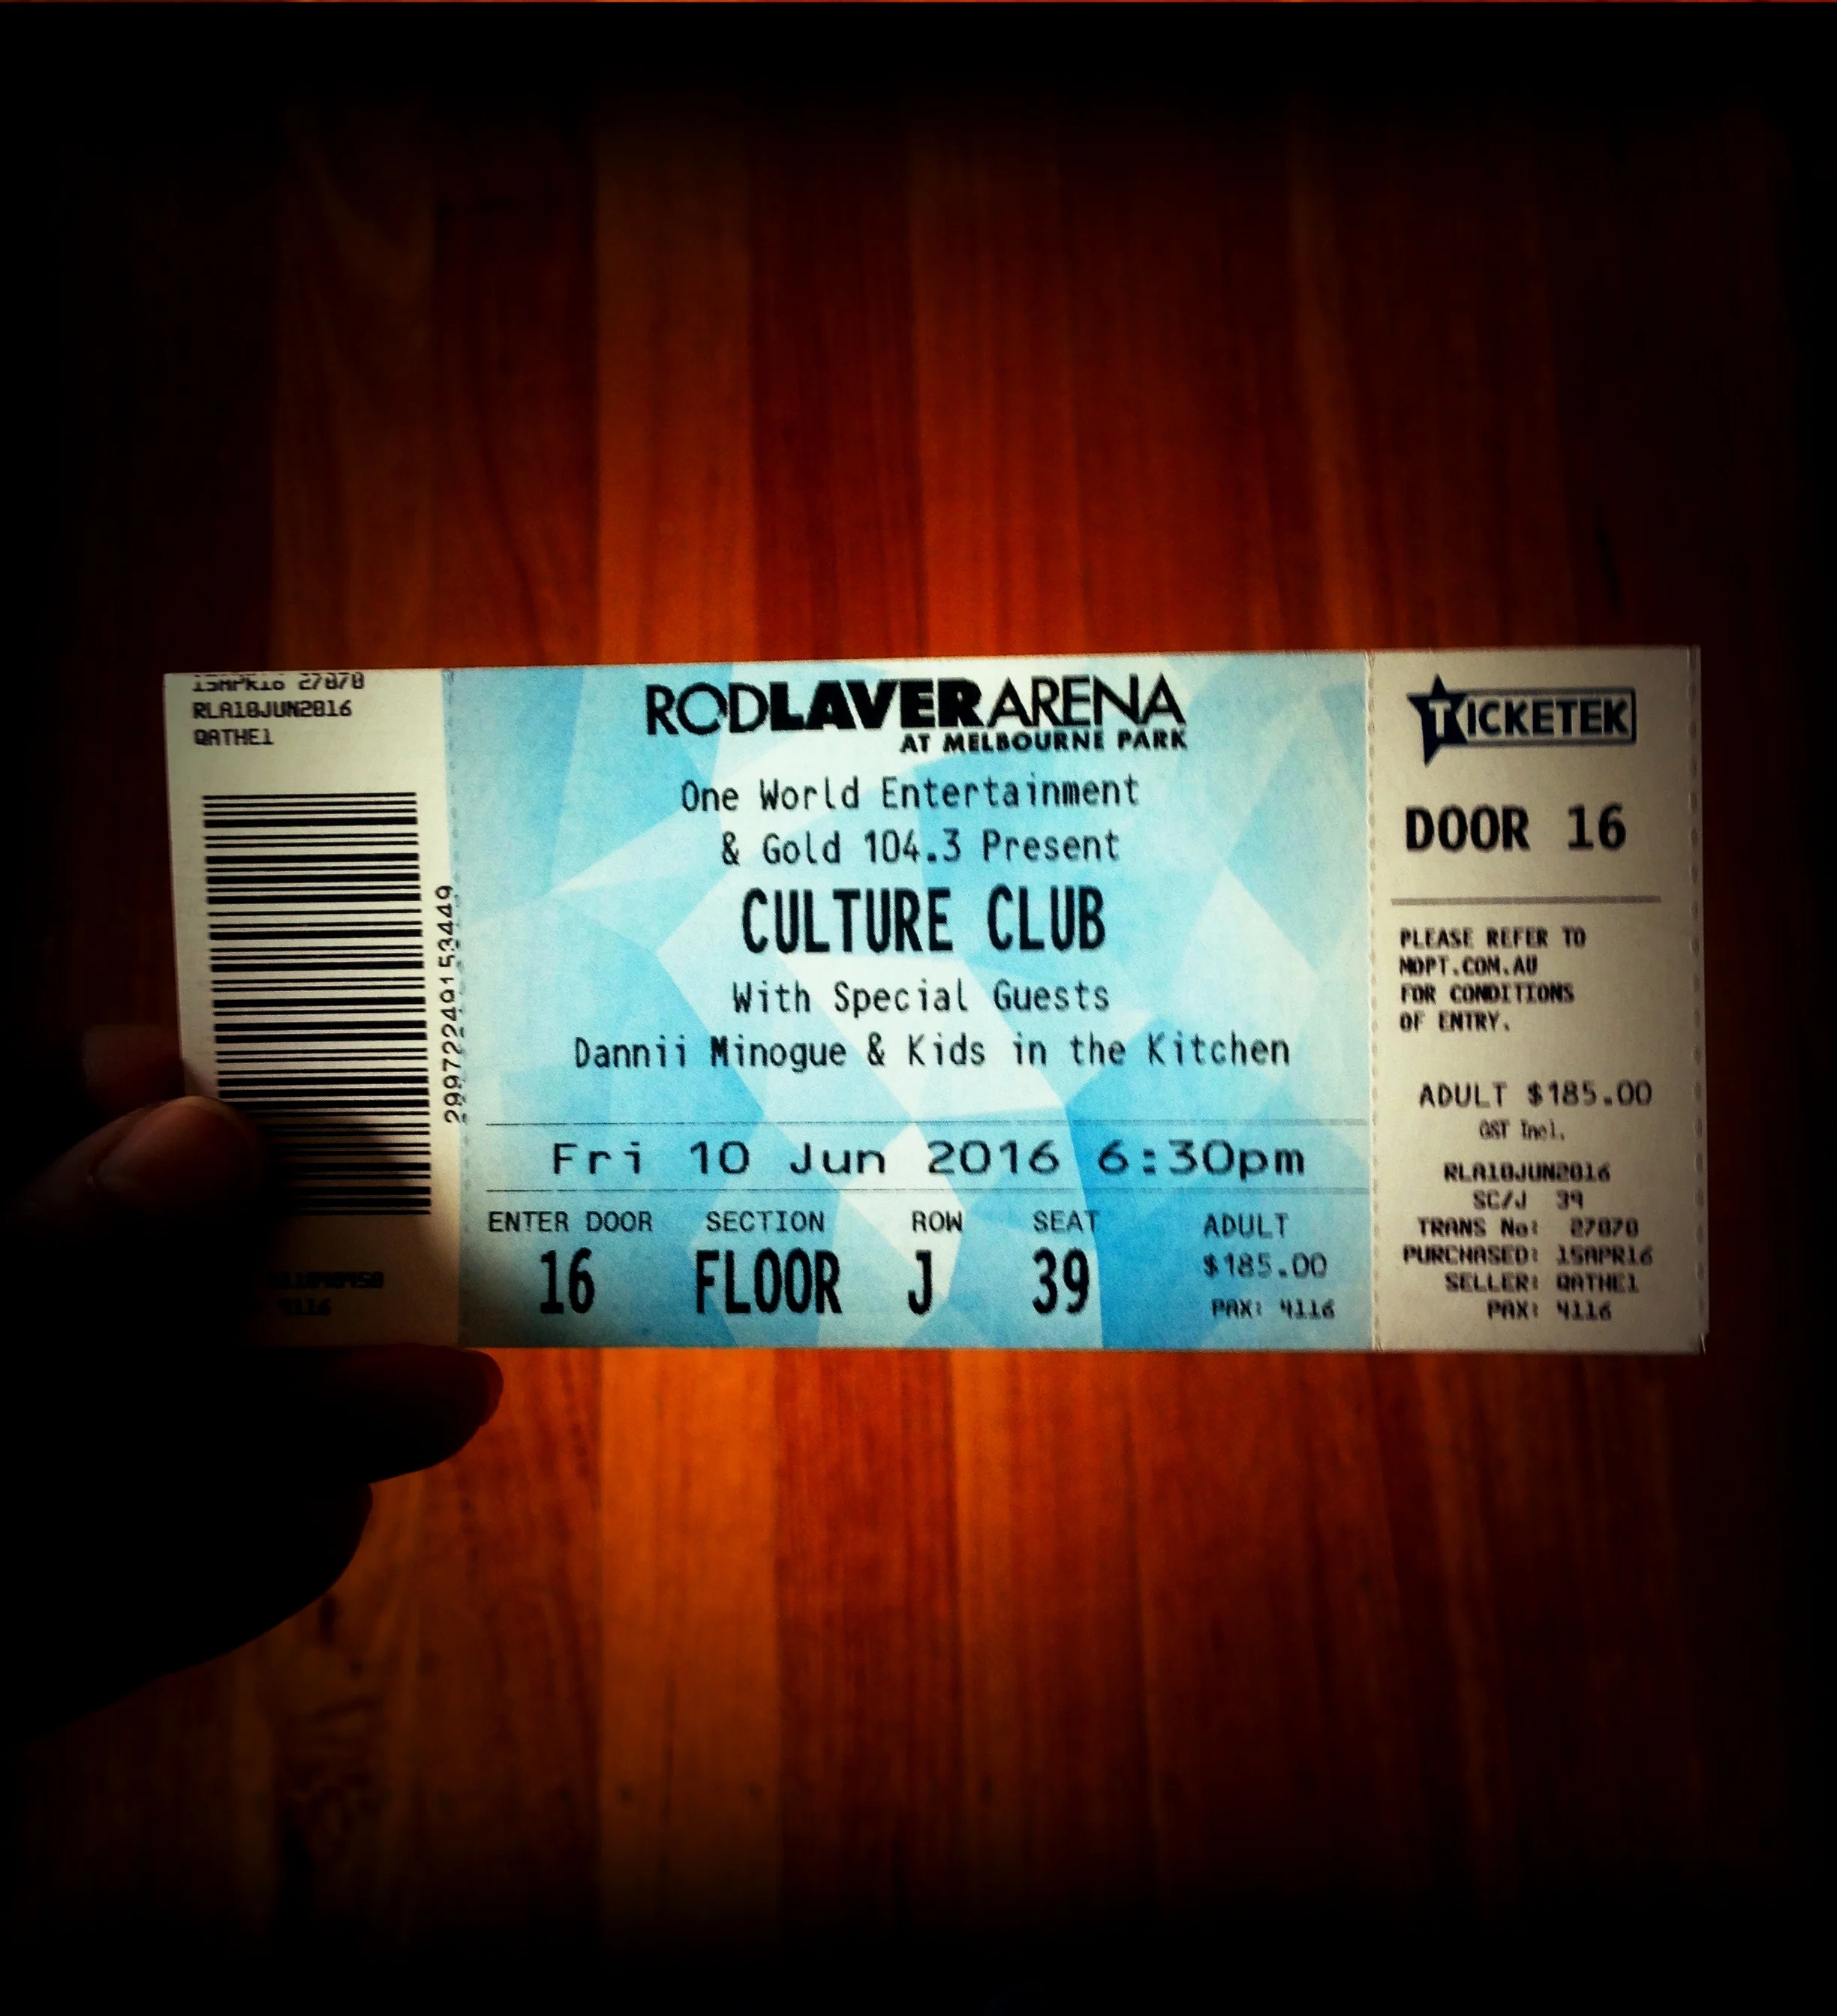 15APR16 27070
RLA10JUN2016
QATHE1
299722491153449
4116
RODLAVERARENA
AT MELBOURNE PARK
One World Entertainment
& Gold 104.3 Present
CULTURE CLUB
With Special Guests
Dannii Minogue & Kids in the Kitchen
Fri 10 Jun 2016 6:30pm
ENTER DOOR SECTION ROW SEAT ADULT
16 FLOOR J 39 $185.00
PAX: 4116
TICKETEK
DOOR 16
PLEASE REFER TO
MOPT.COM.AU
FOR CONDITIONS
OF ENTRY.
ADULT $185.00
GST Incl.
RLA10JUN2016
SC/J 39
TRANS No: 27070
PURCHASED: 15APR16
SELLER: QATHE1
PAX: 4116